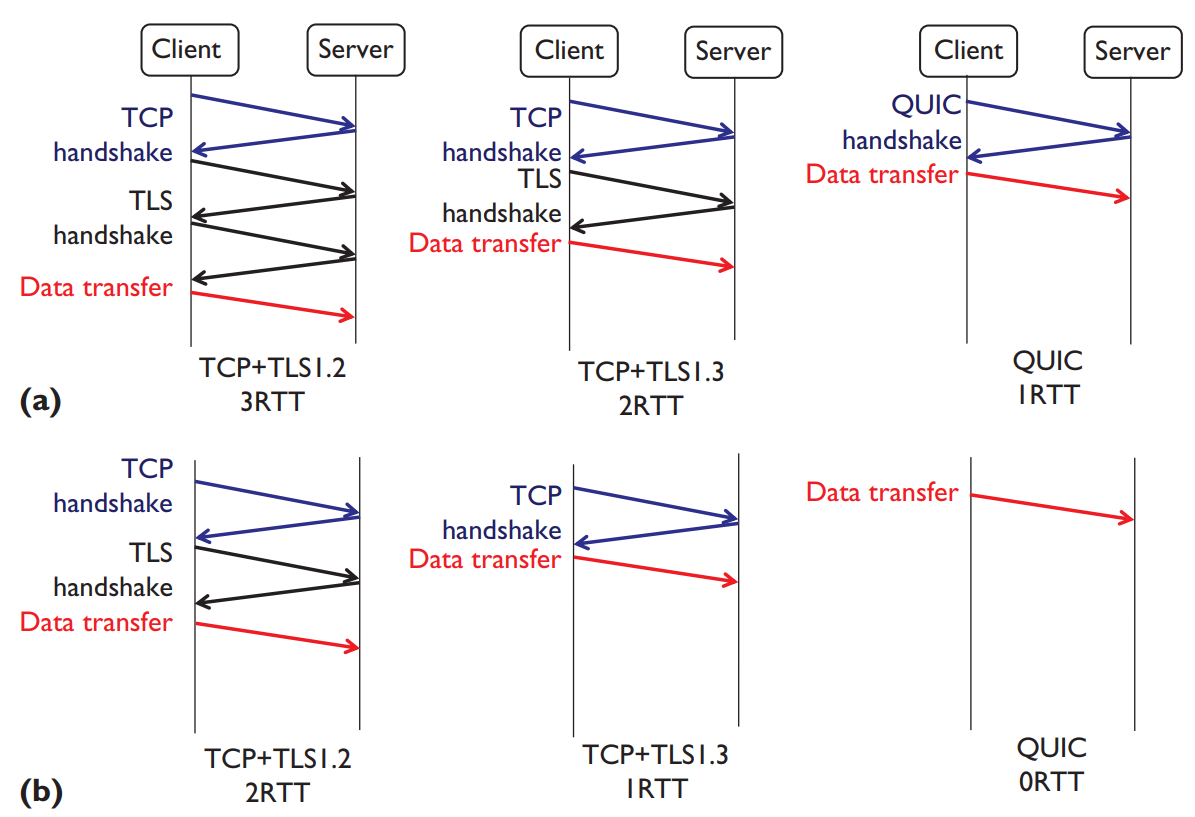 Client
Server
TCP
handshake
TLS
handshake
Data transfer
TCP+TLS1.2
3RTT
Client
Server
TCP
handshake
TLS
handshake
Data transfer
TCP+TLS1.3
2RTT
Client
Server
QUIC
handshake
Data transfer
QUIC
1RTT
(a)
TCP
handshake
TLS
handshake
Data transfer
TCP+TLS1.2
2RTT
TCP
handshake
Data transfer
TCP+TLS1.3
1RTT
Data transfer
QUIC
0RTT
(b)